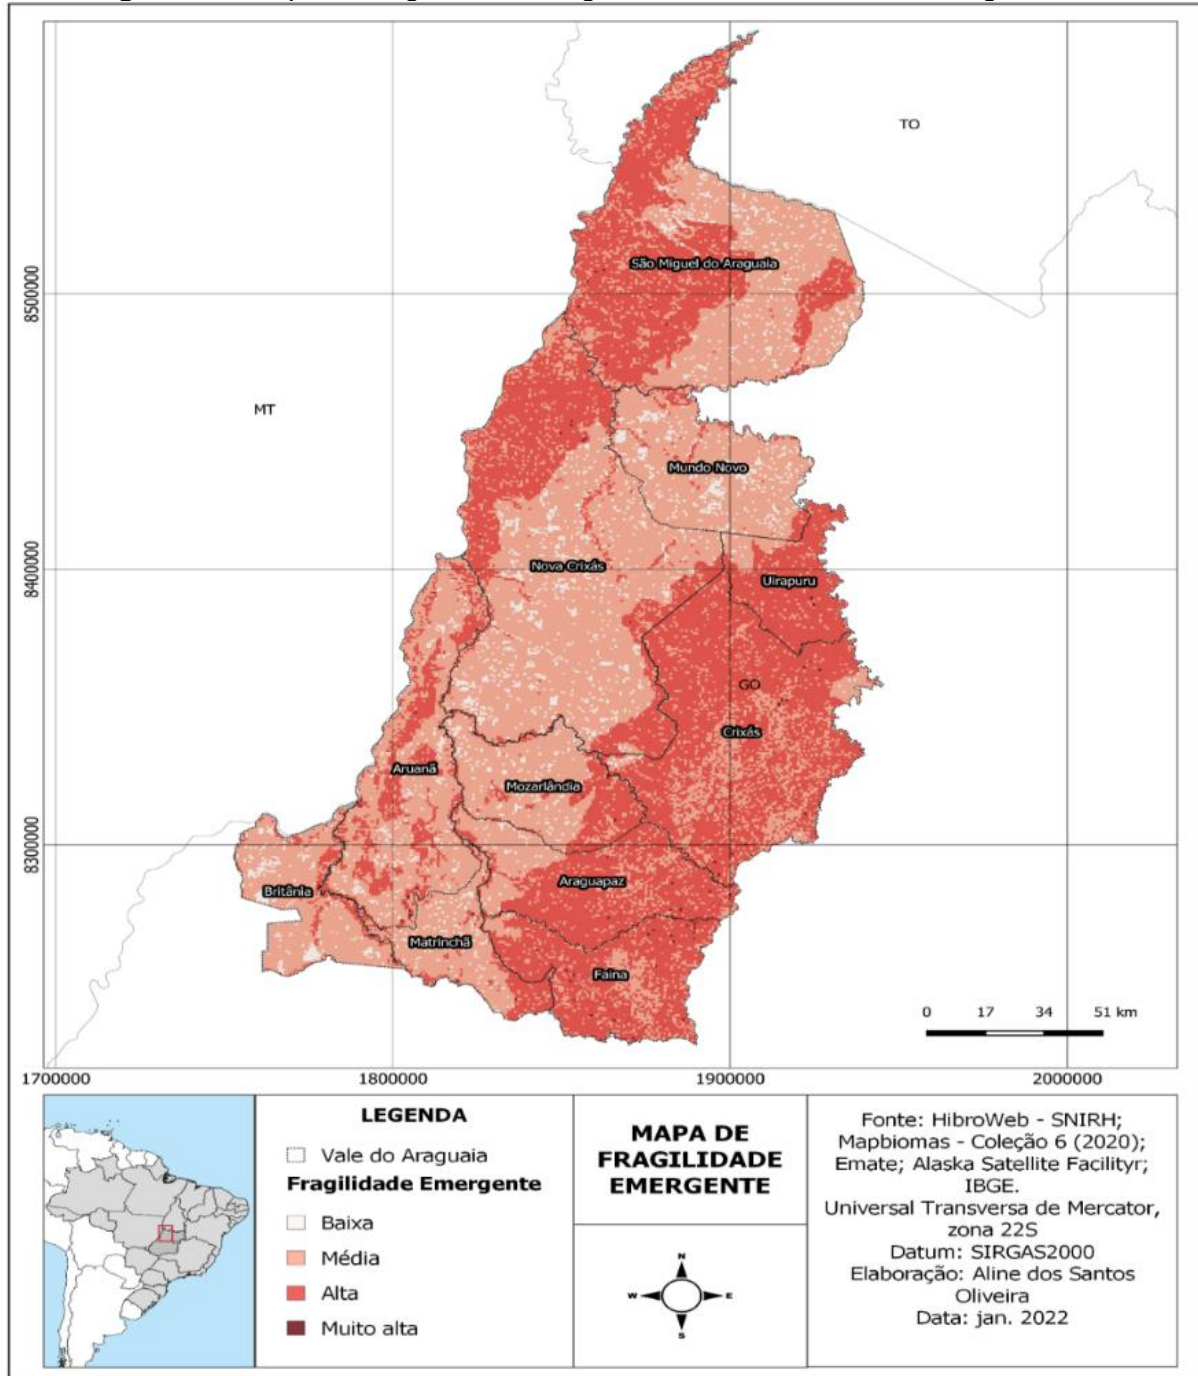 TO
São Miguel do Araguaia
8500000
MT
Mundo Novo
Nova Crixás
8400000
Uirapuru
GO
Crixás
Aruanã
Mozarlândia
8300000
Araguapaz
Britânia
Matrinchã
Faina
0 17 34 51 km
1700000 1800000 1900000 2000000
LEGENDA
Vale do Araguaia
Fragilidade Emergente
Baixa
Média
Alta
Muito alta
MAPA DE
FRAGILIDADE
EMERGENTE
N
W E
S
Fonte: HibroWeb - SNIRH;
Mapbiomas - Coleção 6 (2020);
Emate; Alaska Satellite Facilityr;
IBGE.
Universal Transversa de Mercator,
zona 22S
Datum: SIRGAS2000
Elaboração: Aline dos Santos
Oliveira
Data: jan. 2022